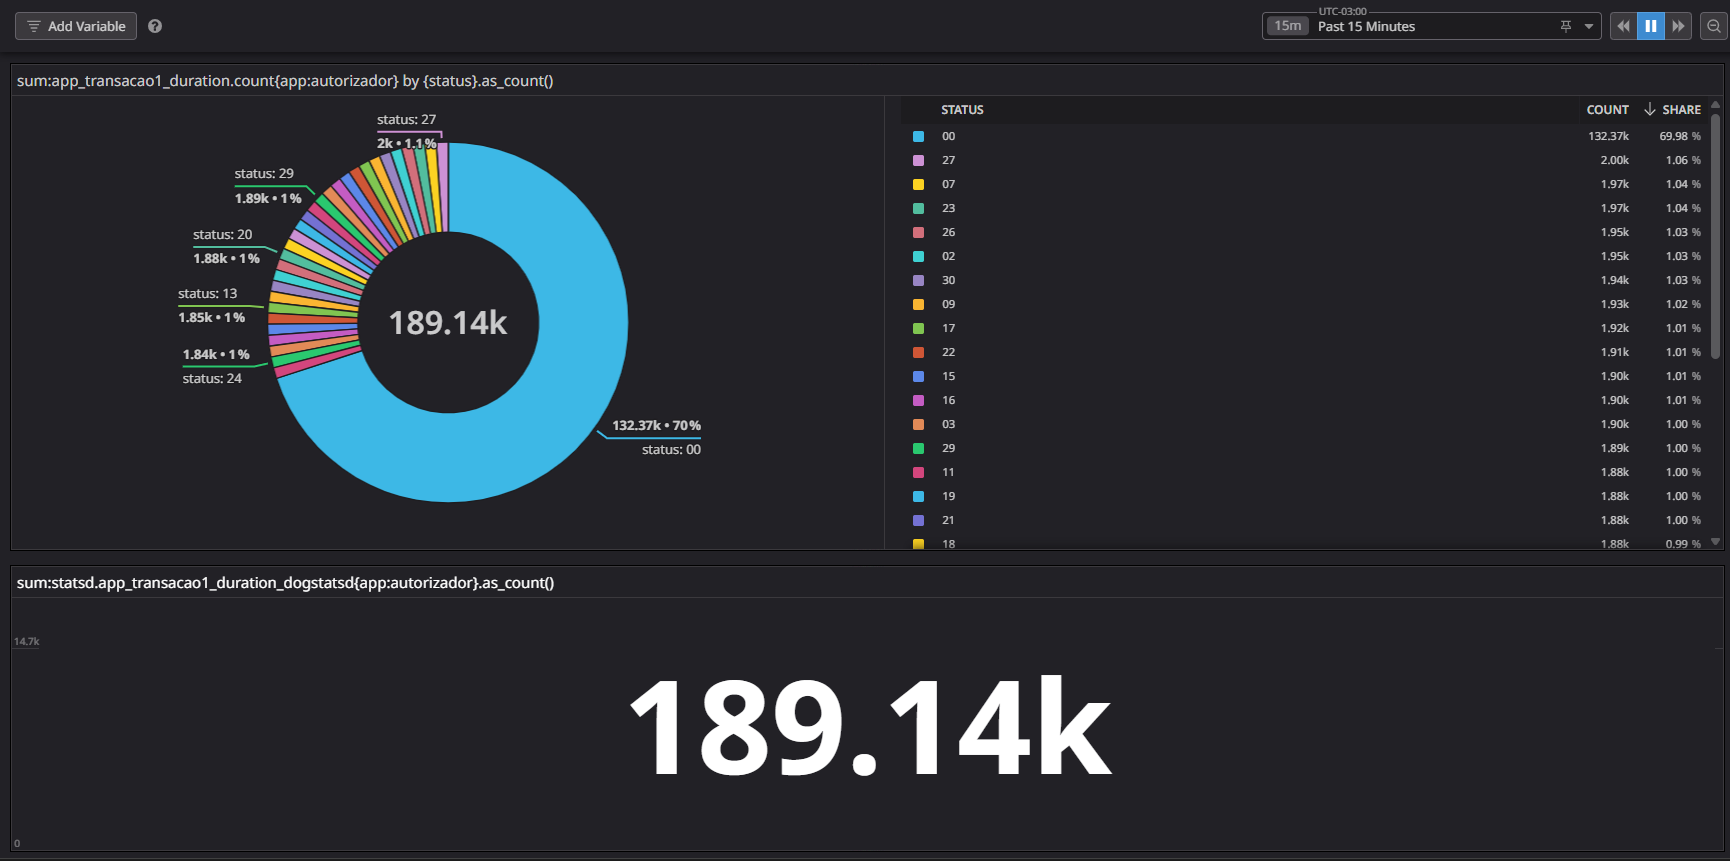 Add Variable
?
UTC-03:00
15m Past 15 Minutes
sum:app_transacao1_duration.count{app:autorizador} by {status}.as_count()
status: 27
2k • 1.1%
status: 29
1.89k • 1%
status: 20
1.88k • 1%
status: 13
1.85k • 1%
1.84k • 1%
status: 24
189.14k
132.37k • 70%
status: 00
STATUS COUNT SHARE
00 132.37k 69.98 %
27 2.00k 1.06 %
07 1.97k 1.04 %
23 1.97k 1.04 %
26 1.95k 1.03 %
02 1.95k 1.03 %
30 1.94k 1.03 %
09 1.93k 1.02 %
17 1.92k 1.01 %
22 1.91k 1.01 %
15 1.90k 1.01 %
16 1.90k 1.01 %
03 1.90k 1.00 %
29 1.89k 1.00 %
11 1.88k 1.00 %
19 1.88k 1.00 %
21 1.88k 1.00 %
18 1.88k 0.99 %
sum:statsd.app_transacao1_duration_dogstatsd{app:autorizador}.as_count()
14.7k
189.14k
0